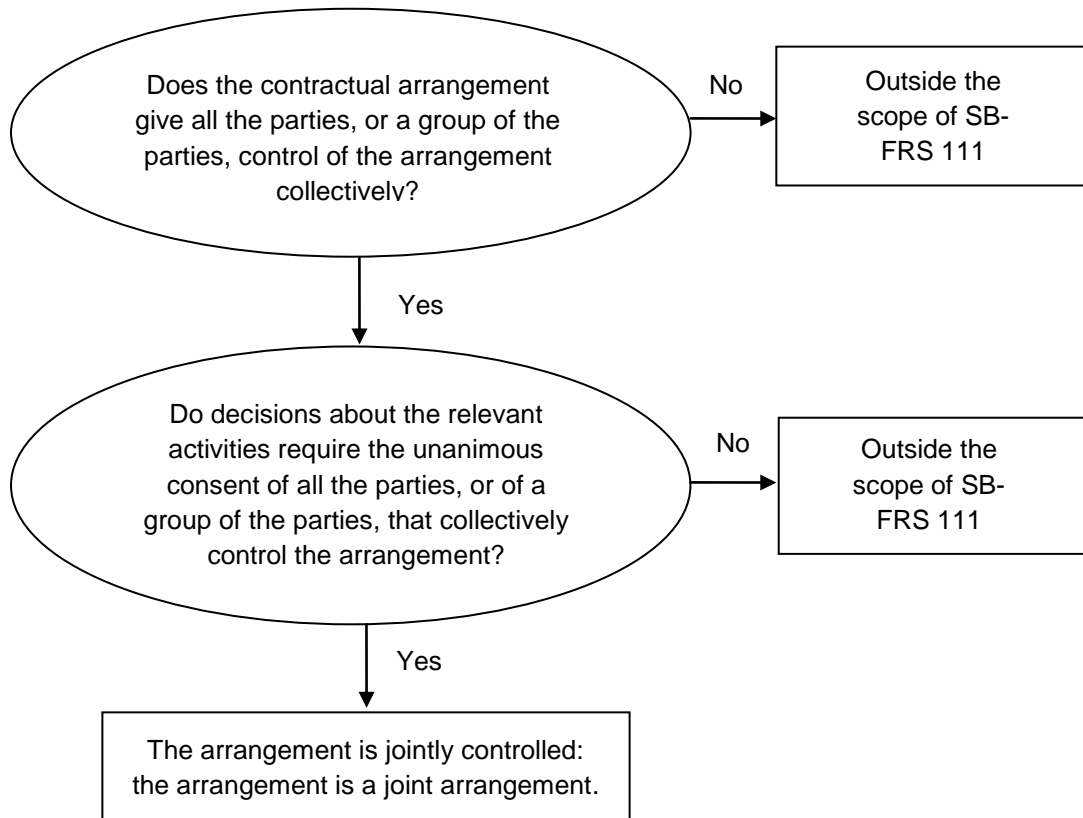 Does the contractual arrangement
give all the parties, or a group of the
parties, control of the arrangement
collectively?
No
Outside the
scope of SB-
FRS 111
Yes
Do decisions about the relevant
activities require the unanimous
consent of all the parties, or of a
group of the parties, that collectively
control the arrangement?
No
Outside the
scope of SB-
FRS 111
Yes
The arrangement is jointly controlled:
the arrangement is a joint arrangement.